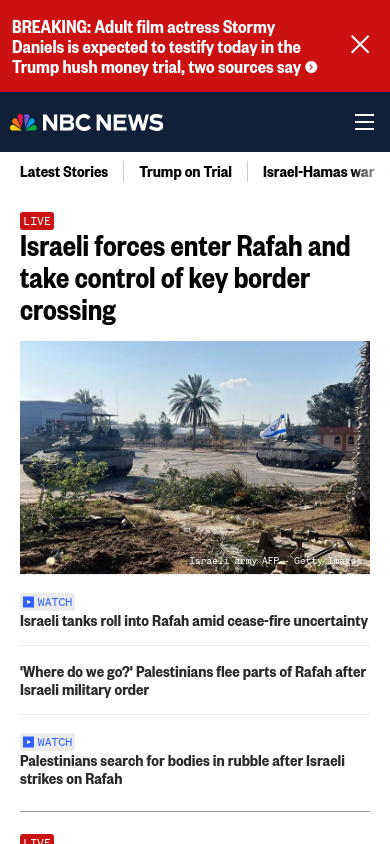 BREAKING: Adult film actress Stormy
Daniels is expected to testify today in the
Trump hush money trial, two sources say
NBC NEWS
Latest Stories
Trump on Trial
Israel-Hamas war
LIVE
Israeli forces enter Rafah and
take control of key border
crossing
Israeli army AFP - Getty Images
WATCH
Israeli tanks roll into Rafah amid cease-fire uncertainty
'Where do we go?' Palestinians flee parts of Rafah after
Israeli military order
WATCH
Palestinians search for bodies in rubble after Israeli
strikes on Rafah
LIVE